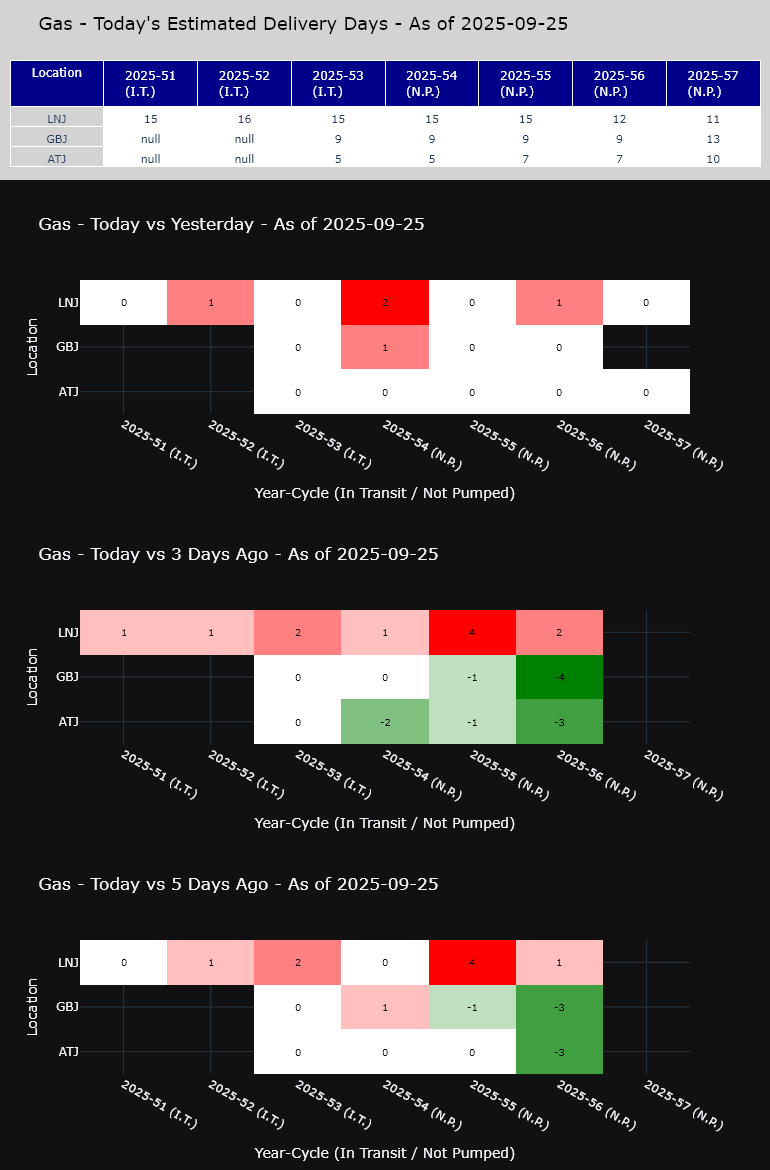 Gas - Today's Estimated Delivery Days - As of 2025-09-25
Location 2025-51 (I.T.) 2025-52 (I.T.) 2025-53 (I.T.) 2025-54 (N.P.) 2025-55 (N.P.) 2025-56 (N.P.) 2025-57 (N.P.)
LNJ 15 16 15 15 15 12 11
GBJ null null 9 9 9 9 13
ATJ null null 5 5 7 7 10
Gas - Today vs Yesterday - As of 2025-09-25
Location
LNJ 0 1 0 2 0 1 0
GBJ 0 1 0 0
ATJ 0 0 0 0 0
2025-51 (I.T.) 2025-52 (I.T.) 2025-53 (I.T.) 2025-54 (N.P.) 2025-55 (N.P.) 2025-56 (N.P.) 2025-57 (N.P.)
Year-Cycle (In Transit / Not Pumped)
Gas - Today vs 3 Days Ago - As of 2025-09-25
Location
LNJ 1 1 2 1 4 2
GBJ 0 0 -1 -4
ATJ 0 -2 -1 -3
2025-51 (I.T.) 2025-52 (I.T.) 2025-53 (I.T.) 2025-54 (N.P.) 2025-55 (N.P.) 2025-56 (N.P.) 2025-57 (N.P.)
Year-Cycle (In Transit / Not Pumped)
Gas - Today vs 5 Days Ago - As of 2025-09-25
Location
LNJ 0 1 2 0 4 1
GBJ 0 1 -1 -3
ATJ 0 0 0 -3
2025-51 (I.T.) 2025-52 (I.T.) 2025-53 (I.T.) 2025-54 (N.P.) 2025-55 (N.P.) 2025-56 (N.P.) 2025-57 (N.P.)
Year-Cycle (In Transit / Not Pumped)